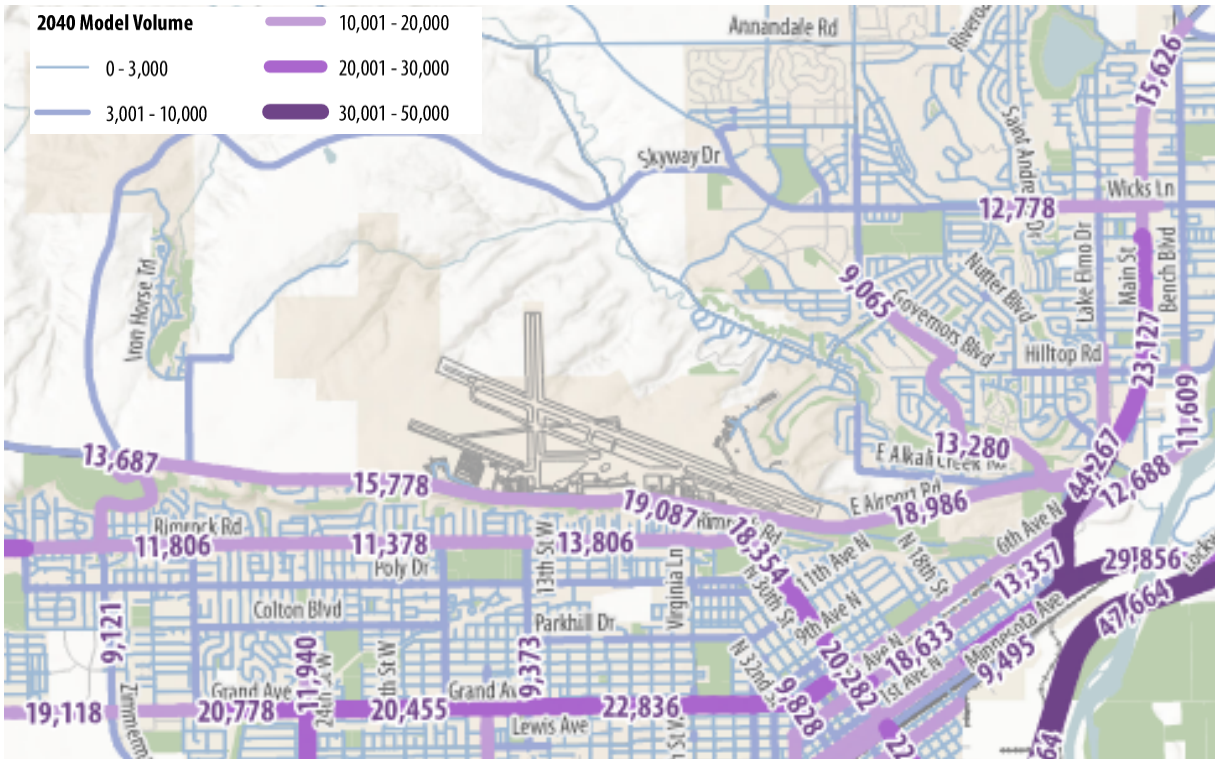 2040 Model Volume
10,001 - 20,000
0 - 3,000
20,001 - 30,000
3,001 - 10,000
30,001 - 50,000
Annandale Rd
15,626
Skyway Dr
Wicks Ln
12,778
Lake Elmo Dr
Main St
Bench Blvd
Iron Horse Trl
9,065
Nutter Blvd
Governors Blvd
Hilltop Rd
23,127
11,609
13,687
13,280
44,267
12,688
15,778
19,087
E Airport Rd
18,986
Rimrock Rd
11,806
11,378
13th St W
13,806
Rd
18,354
11th Ave N
N 18th St
6th Ave N
29,856
Poly Dr
13,357
47,664
Colton Blvd
Parkhill Dr
Virginia Ln
N 30th St
9th Ave N
Minnesota Ave
9,121
11,940
9,373
N 32nd
Ave N
18,633
9,495
1st Ave N
20,282
9,828
Grand Ave
Grand Av
19,118
20,778
20,455
22,836
Lewis Ave
22
64